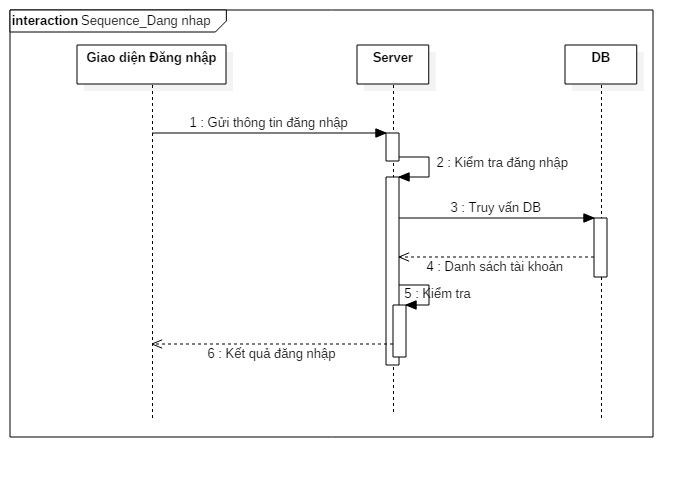 interaction Sequence_Dang nhap
Giao diện Đăng nhập
Server
DB
1 : Gửi thông tin đăng nhập
2 : Kiểm tra đăng nhập
3 : Truy vấn DB
4 : Danh sách tài khoản
5 : Kiểm tra
6 : Kết quả đăng nhập